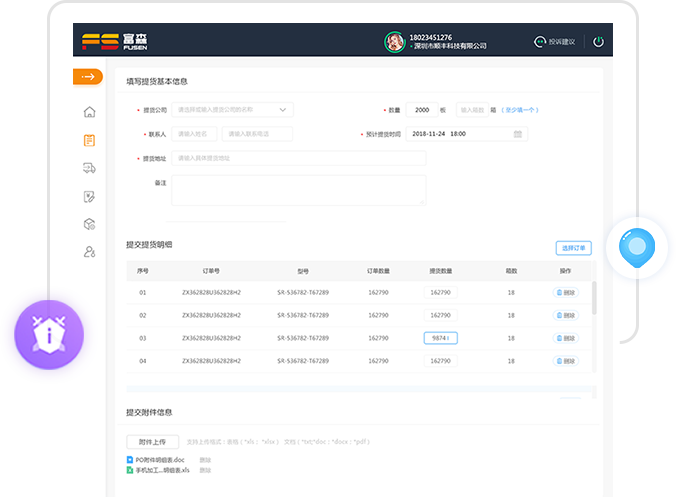 FS 富森 FUSEN
18023451276
深圳市顺丰科技有限公司
投诉建议
填写提货基本信息
* 提货公司 请选择或输入提货公司的名称 * 数量 2000 板 输入箱数 箱 (至少填一个)
* 联系人 请输入姓名 请输入联系电话 * 预计提货时间 2018-11-24 18:00
* 提货地址 请输入具体提货地址
备注
提交提货明细 选择订单
序号 订单号 型号 订单数量 提货数量 箱数 操作
01 ZX362828U362828H2 SR-536782-T67289 162790 162790 18 删除
02 ZX362828U362828H2 SR-536782-T67289 162790 162790 18 删除
03 ZX362828U362828H2 SR-536782-T67289 162790 9874 18 删除
04 ZX362828U362828H2 SR-536782-T67289 162790 162790 18 删除
提交附件信息
附件上传 支持上传格式：表格（*xls； *xlsx） 文档（*txt;*doc；*docx；*pdf）
PO附件明细表.doc 删除
手机加工...明细表.xls 删除